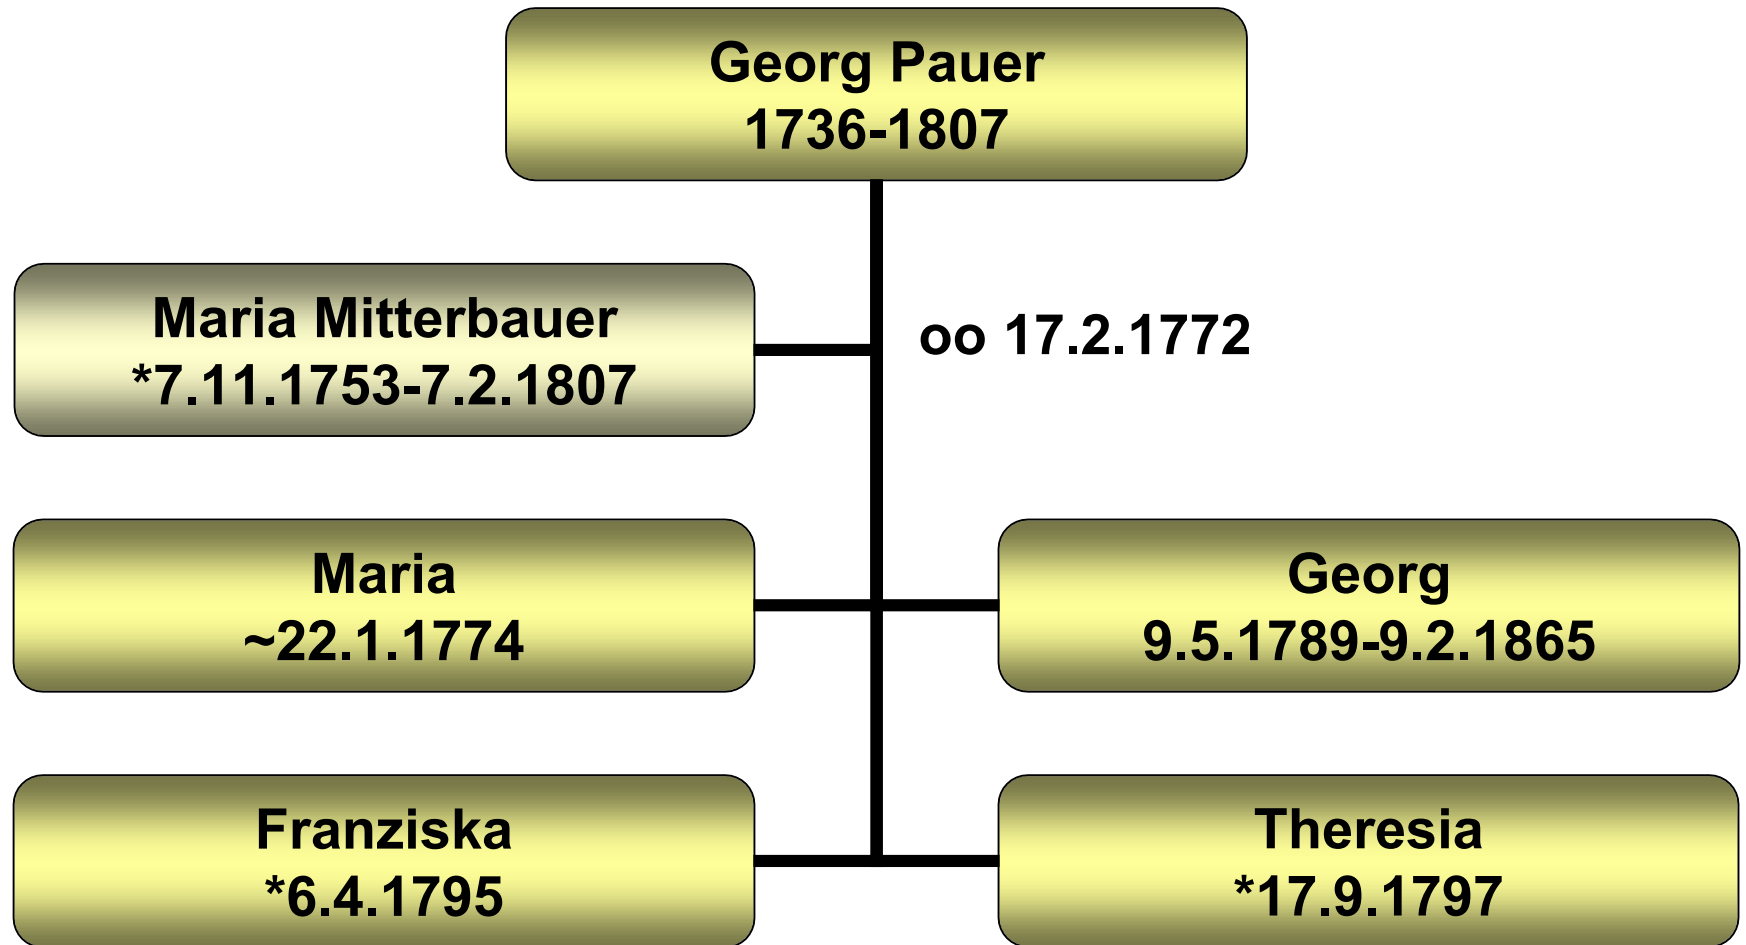 Georg Pauer
1736-1807
Maria Mitterbauer
*7.11.1753-7.2.1807
oo 17.2.1772
Maria
~22.1.1774
Georg
9.5.1789-9.2.1865
Franziska
*6.4.1795
Theresia
*17.9.1797